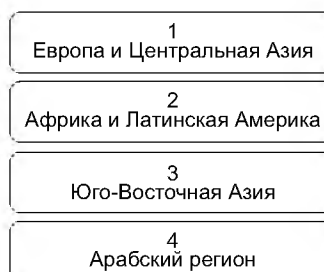 1
Европа и Центральная Азия
2
Африка и Латинская Америка
3
Юго-Восточная Азия
4
Арабский регион